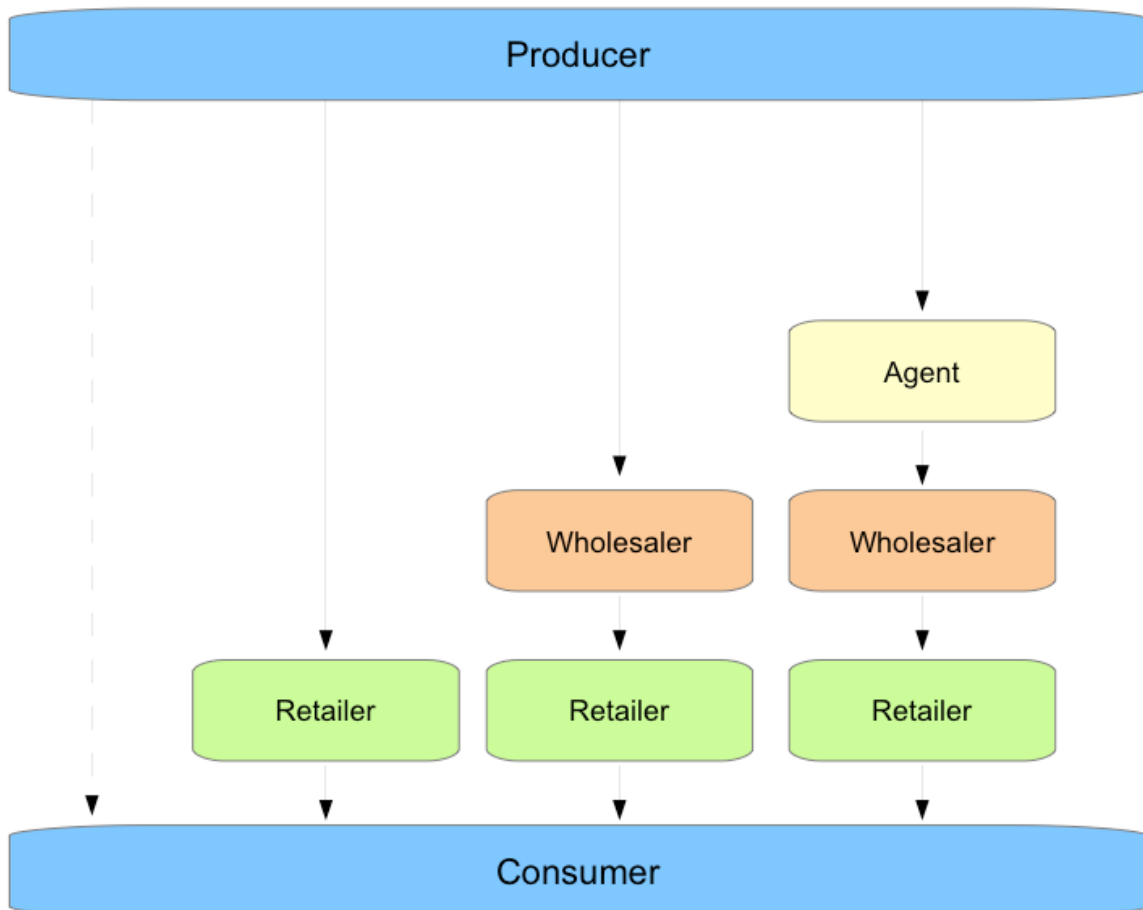 Producer
Agent
Wholesaler
Wholesaler
Retailer
Retailer
Retailer
Consumer